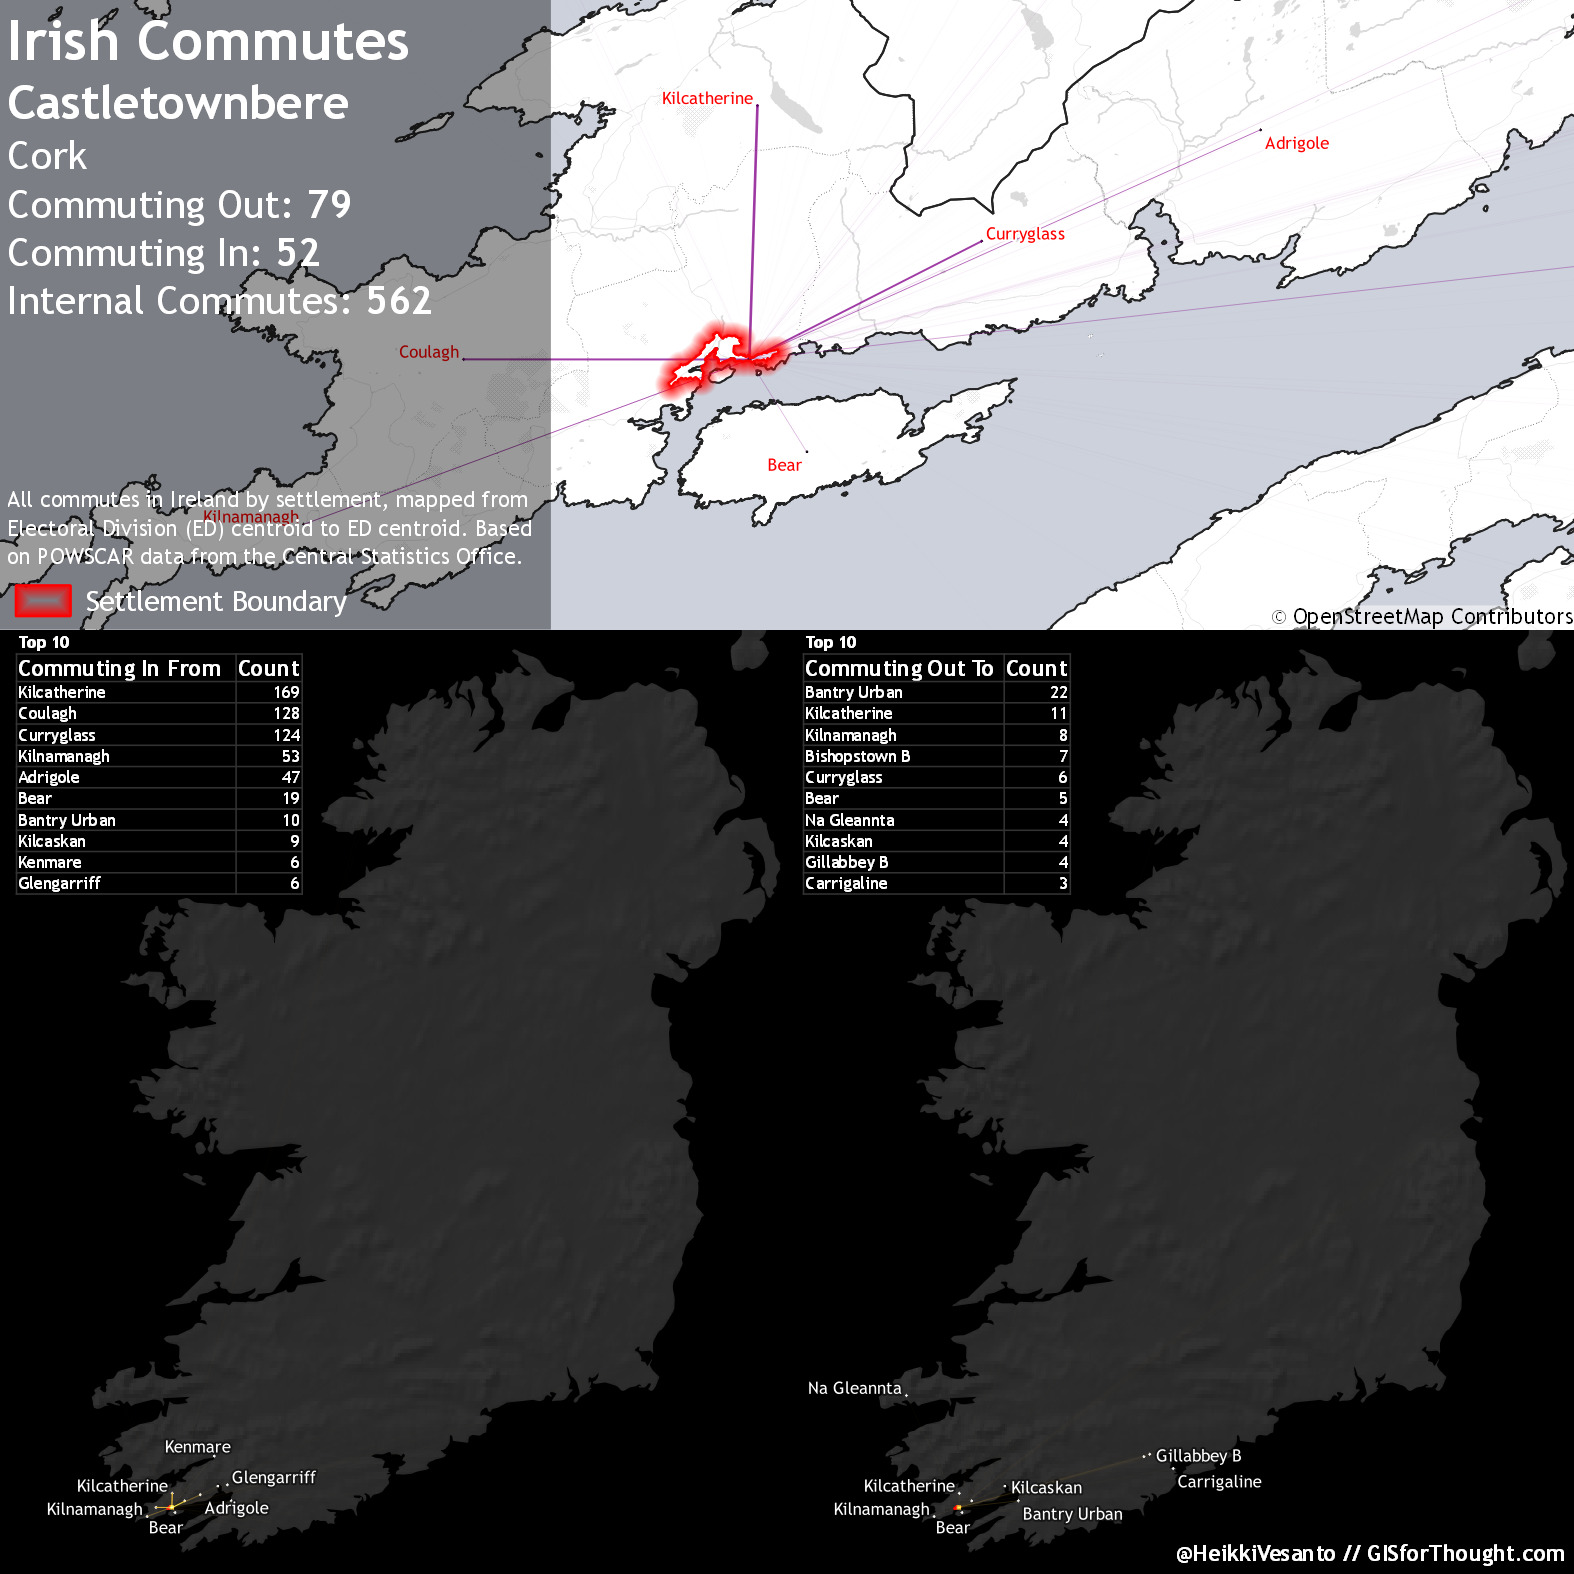 Irish Commutes
Castletownbere
Cork
Commuting Out: 79
Commuting In: 52
Internal Commutes: 562
Kilcatherine
Adrigole
Curryglass
Coulagh
Bear
Kilnamanagh
All commutes in Ireland by settlement, mapped from
Electoral Division (ED) centroid to ED centroid. Based
on POWSCAR data from the Central Statistics Office.
Settlement Boundary
© OpenStreetMap Contributors
Top 10
Commuting In From Count
Kilcatherine 169
Coulagh 128
Curryglass 124
Kilnamanagh 53
Adrigole 47
Bear 19
Bantry Urban 10
Kilcaskan 9
Kenmare 6
Glengarriff 6
Top 10
Commuting Out To Count
Bantry Urban 22
Kilcatherine 11
Kilnamanagh 8
Bishopstown B 7
Curryglass 6
Bear 5
Na Gleannta 4
Kilcaskan 4
Gillabbey B 4
Carrigaline 3
Kenmare
Glengarriff
Kilcatherine
Adrigole
Kilnamanagh
Bear
Na Gleannta
Gillabbey B
Carrigaline
Kilcatherine
Kilcaskan
Kilnamanagh
Bantry Urban
Bear
@HeikkiVesanto // GISforThought.com